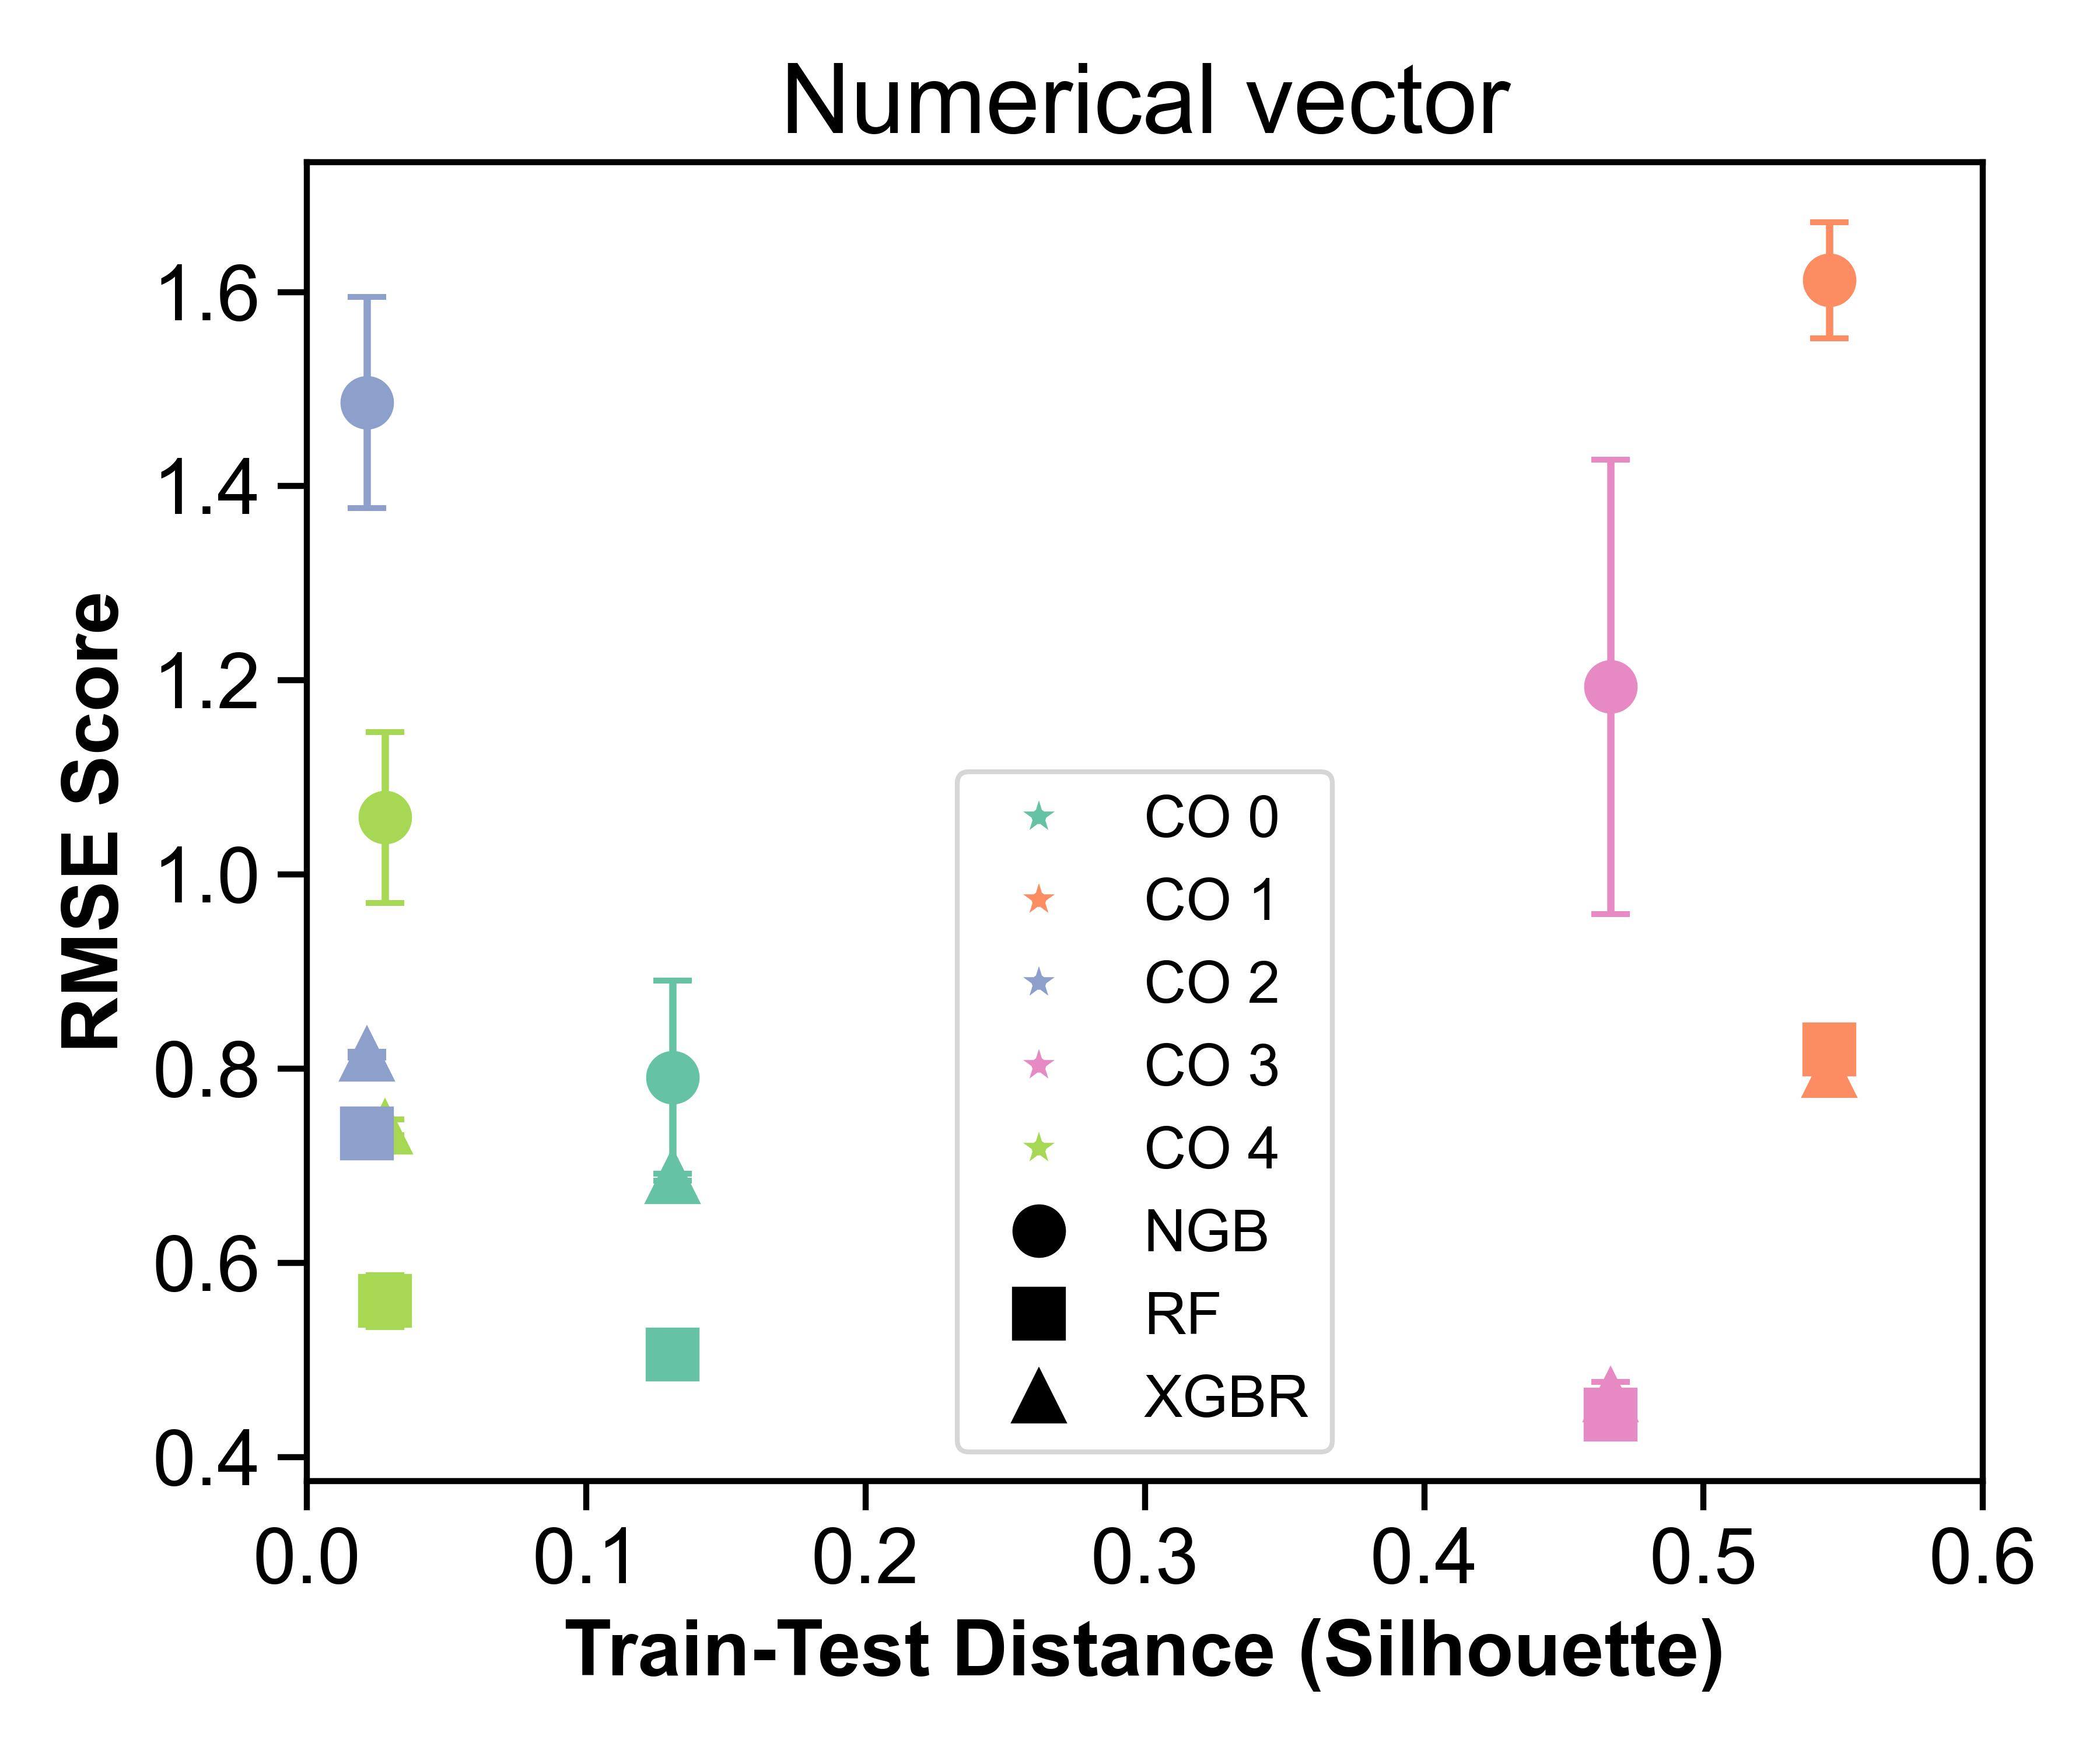 Numerical vector
RMSE Score
1.6
1.4
1.2
1.0
0.8
0.6
0.4
CO 0
CO 1
CO 2
CO 3
CO 4
NGB
RF
XGBR
0.0 0.1 0.2 0.3 0.4 0.5 0.6
Train-Test Distance (Silhouette)